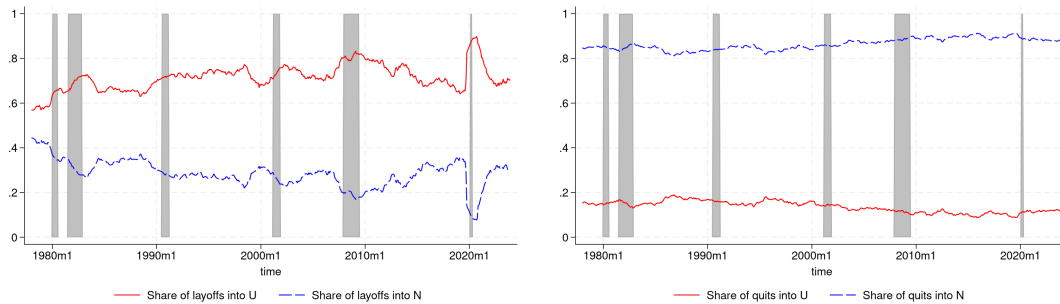 1
.8
.6
.4
.2
0
1980m1 1990m1 2000m1 2010m1 2020m1
time
Share of layoffs into U Share of layoffs into N
1
.8
.6
.4
.2
0
1980m1 1990m1 2000m1 2010m1 2020m1
time
Share of quits into U Share of quits into N